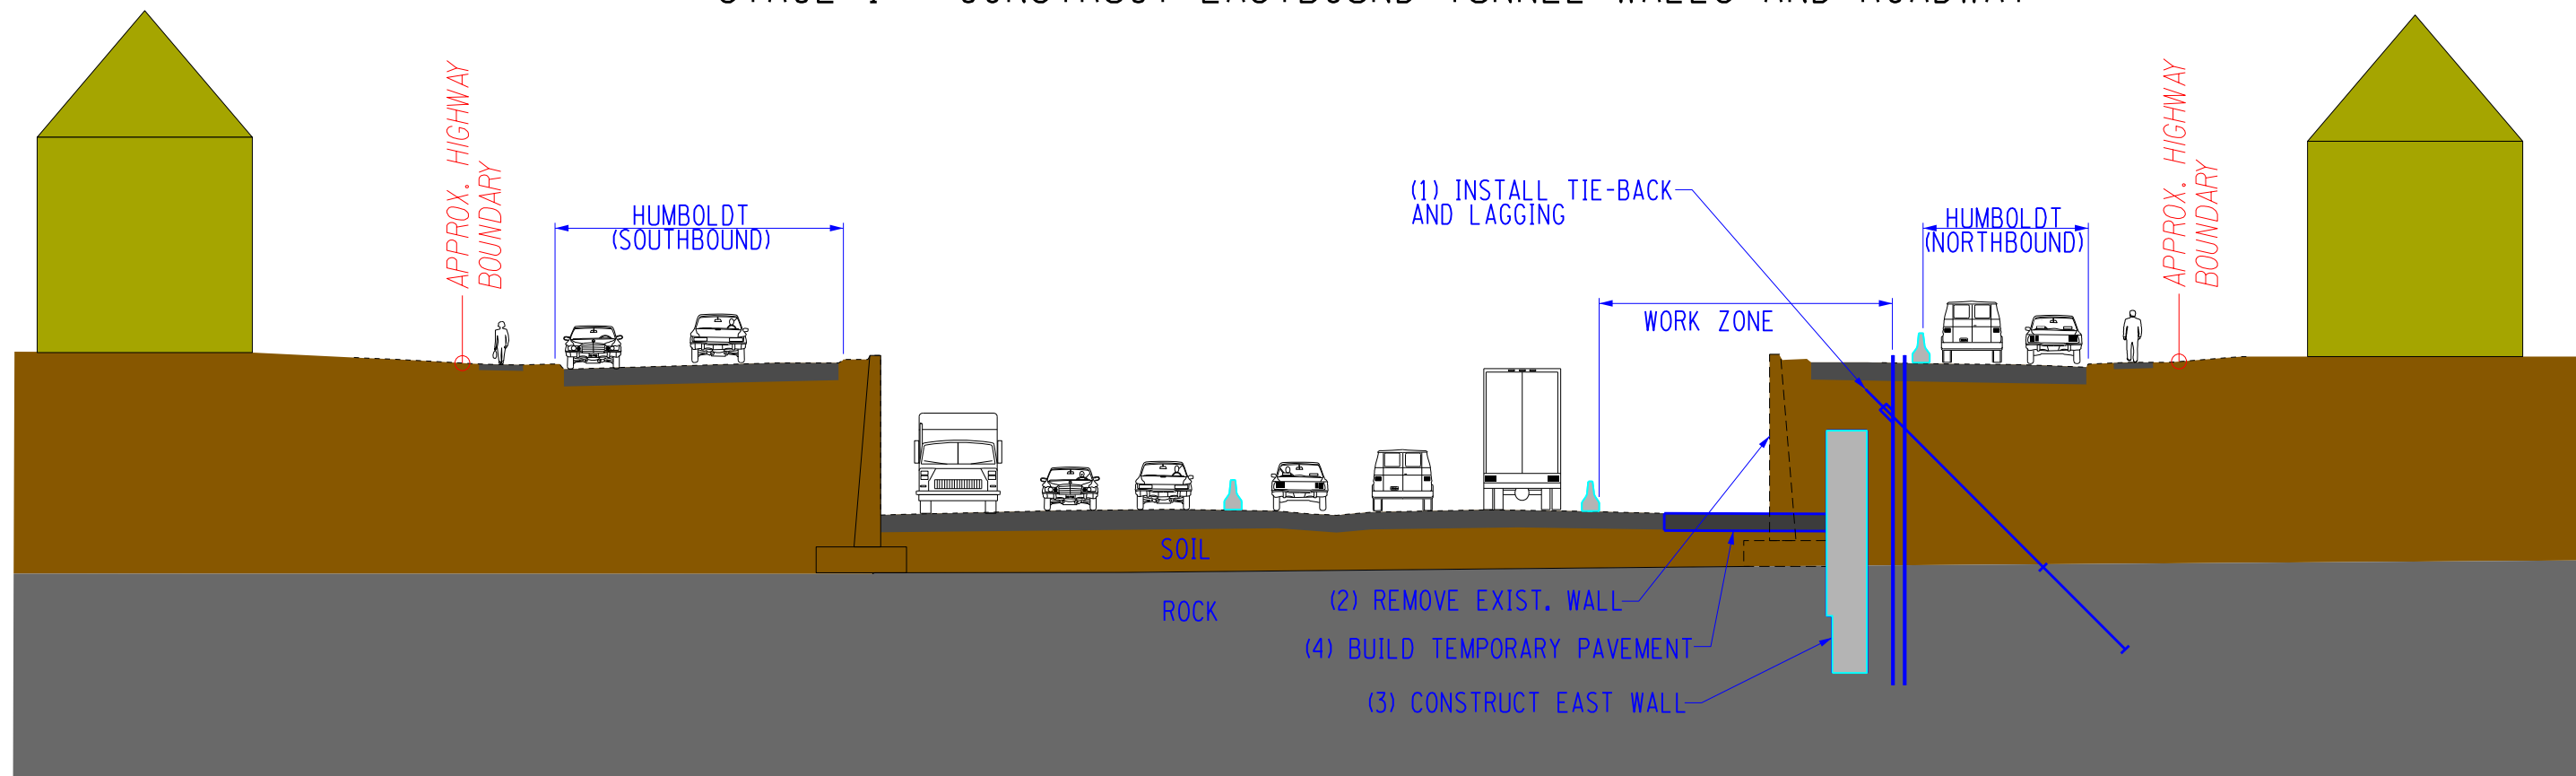 APPROX. HIGHWAY
BOUNDARY
HUMBOLDT
(SOUTHBOUND)
(1) INSTALL TIE-BACK
AND LAGGING
HUMBOLDT
(NORTHBOUND)
APPROX. HIGHWAY
BOUNDARY
WORK ZONE
SOIL
ROCK
(2) REMOVE EXIST. WALL
(4) BUILD TEMPORARY PAVEMENT
(3) CONSTRUCT EAST WALL